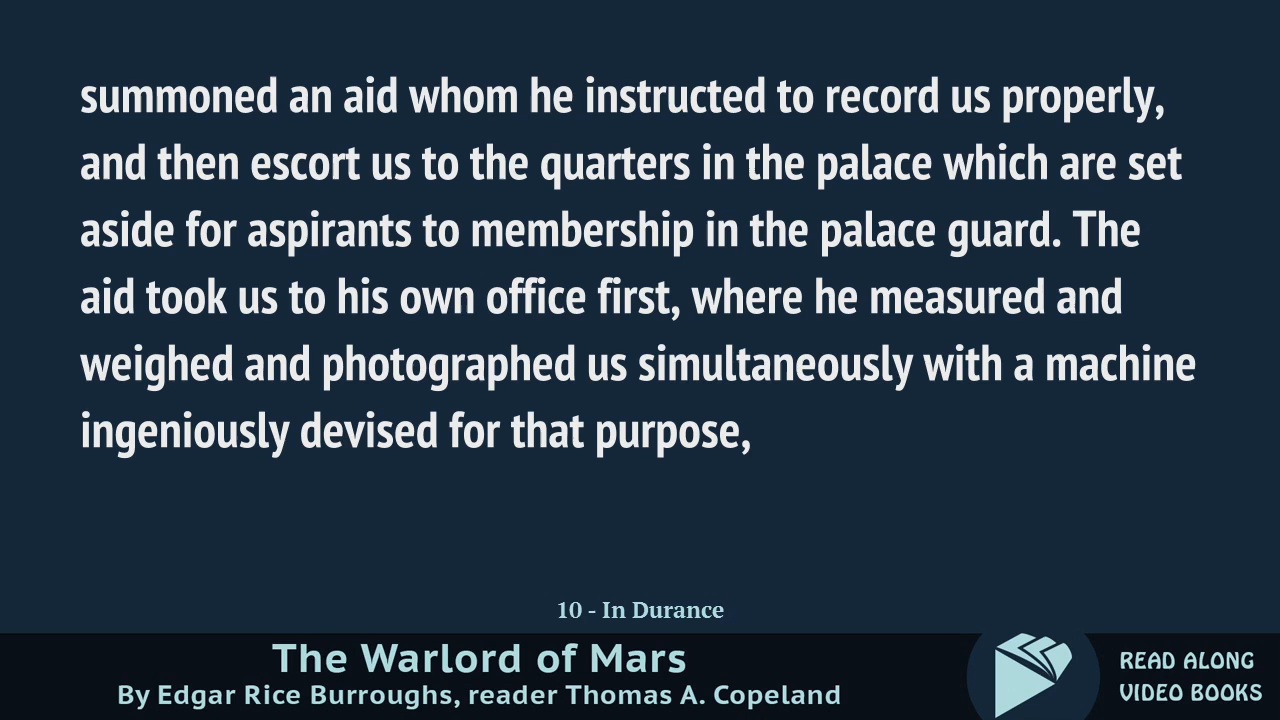 summoned an aid whom he instructed to record us properly,
and then escort us to the quarters in the palace which are set
aside for aspirants to membership in the palace guard. The
aid took us to his own office first, where he measured and
weighed and photographed us simultaneously with a machine
ingeniously devised for that purpose,
10 - In Durance
The Warlord of Mars
By Edgar Rice Burroughs, reader Thomas A. Copeland
READ ALONG
VIDEO BOOKS